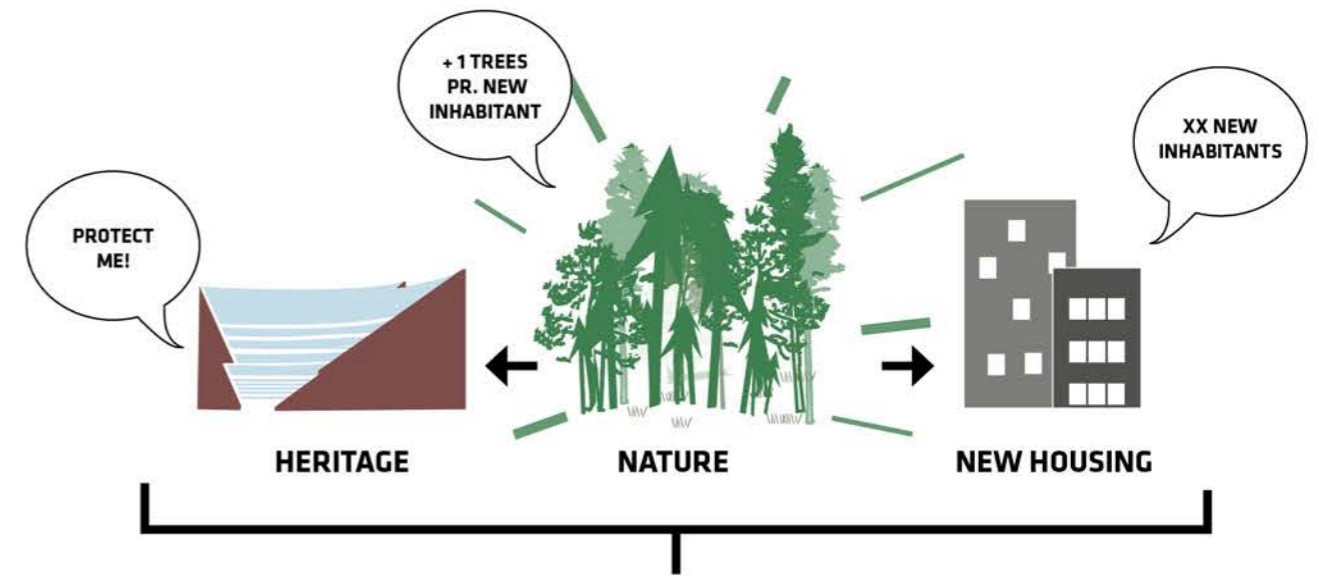 + 1 TREES
PR. NEW
INHABITANT
XX NEW
INHABITANTS
PROTECT
ME!
HERITAGE
NATURE
NEW HOUSING